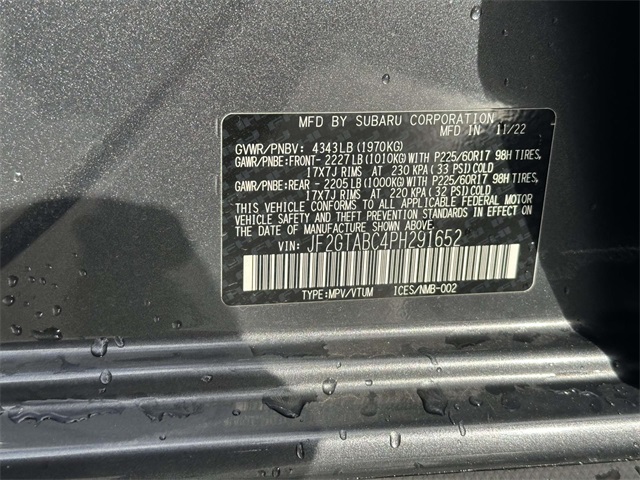 MFD BY SUBARU CORPORATION
MFD IN 11/22
GVWR/PNBV: 4343LB (1970KG)
GAWR/PNBE:FRONT- 2227LB (1010KG) WITH P225/60R17 98H TIRES,
17X7J RIMS AT 230 KPA ( 33 PSI) COLD
GAWR/PNBE:REAR - 2205LB (1000KG) WITH P225/60R17 98H TIRES,
17X7J RIMS AT 220 KPA ( 32 PSI) COLD
THIS VEHICLE CONFORMS TO ALL APPLICABLE FEDERAL MOTOR
VEHICLE SAFETY AND THEFT PREVENTION STANDARDS IN EFFECT ON
THE DATE OF MANUFACTURE SHOWN ABOVE.
VIN: JF2GTABC4PH291652
TYPE:MPV/VTUM ICES/NMB-002